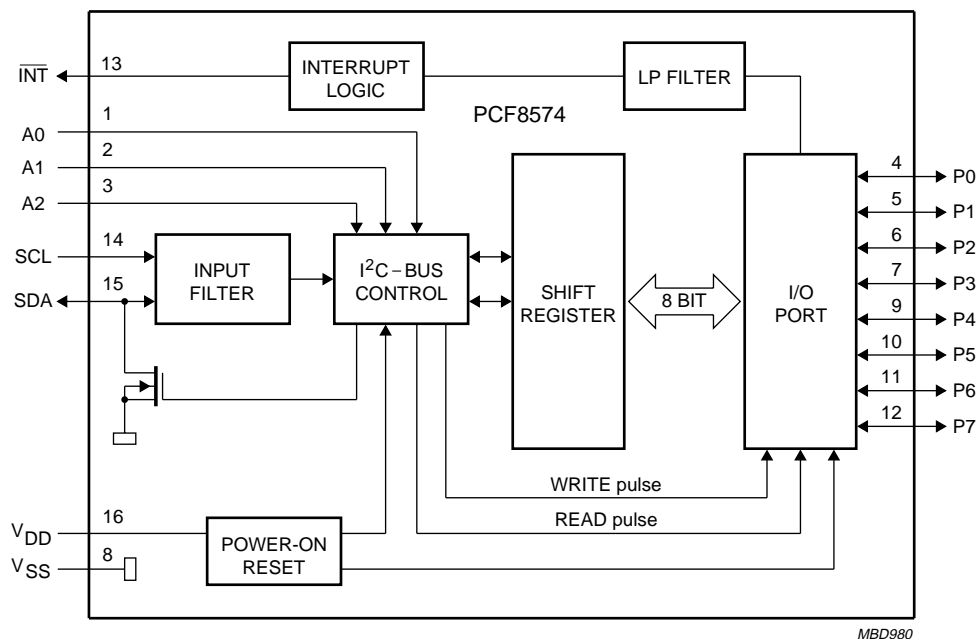 INT
13
INTERRUPT
LOGIC
LP FILTER
PCF8574
A0
1
A1
2
A2
3
SCL
14
SDA
15
INPUT
FILTER
I²C – BUS
CONTROL
SHIFT
REGISTER
8 BIT
I/O
PORT
4
P0
5
P1
6
P2
7
P3
9
P4
10
P5
11
P6
12
P7
WRITE pulse
READ pulse
VDD
16
VSS
8
POWER-ON
RESET
MBD980